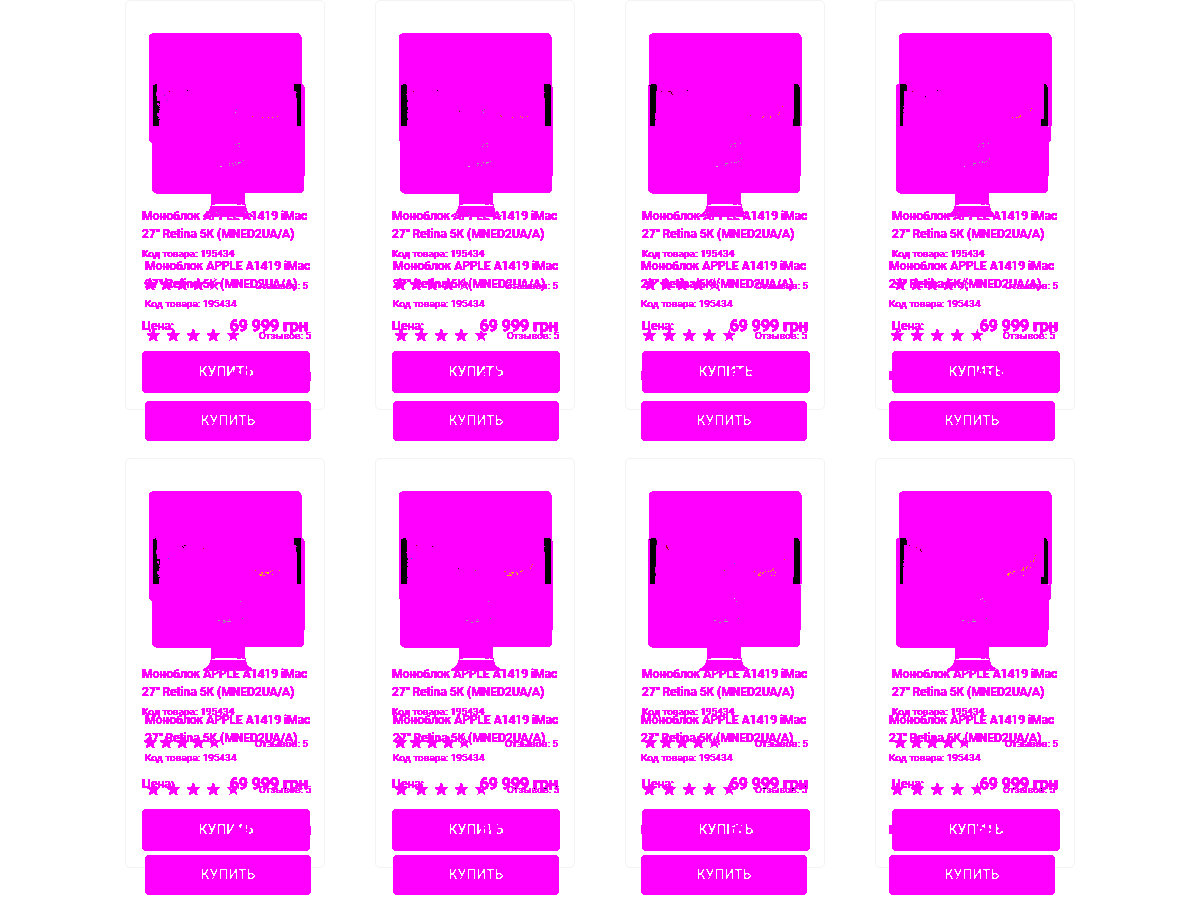 Моноблок APPLE A1419 iMac
27" Retina 5K (MNED2UA/A)
Код товара: 195434
Моноблок APPLE A1419 iMac
27" Retina 5K (MNED2UA/A)
Отзывов: 5
Код товара: 195434
Цена: 69 999 грн
Отзывов: 5
КУПИТЬ
КУПИТЬ
Моноблок APPLE A1419 iMac
27" Retina 5K (MNED2UA/A)
Код товара: 195434
Моноблок APPLE A1419 iMac
27" Retina 5K (MNED2UA/A)
Отзывов: 5
Код товара: 195434
Цена: 69 999 грн
Отзывов: 5
КУПИТЬ
КУПИТЬ
Моноблок APPLE A1419 iMac
27" Retina 5K (MNED2UA/A)
Код товара: 195434
Моноблок APPLE A1419 iMac
27" Retina 5K (MNED2UA/A)
Отзывов: 5
Код товара: 195434
Цена: 69 999 грн
Отзывов: 5
КУПИТЬ
КУПИТЬ
Моноблок APPLE A1419 iMac
27" Retina 5K (MNED2UA/A)
Код товара: 195434
Моноблок APPLE A1419 iMac
27" Retina 5K (MNED2UA/A)
Отзывов: 5
Код товара: 195434
Цена: 69 999 грн
Отзывов: 5
КУПИТЬ
КУПИТЬ
Моноблок APPLE A1419 iMac
27" Retina 5K (MNED2UA/A)
Код товара: 195434
Моноблок APPLE A1419 iMac
27" Retina 5K (MNED2UA/A)
Отзывов: 5
Код товара: 195434
Цена: 69 999 грн
Отзывов: 5
КУПИТЬ
КУПИТЬ
Моноблок APPLE A1419 iMac
27" Retina 5K (MNED2UA/A)
Код товара: 195434
Моноблок APPLE A1419 iMac
27" Retina 5K (MNED2UA/A)
Отзывов: 5
Код товара: 195434
Цена: 69 999 грн
Отзывов: 5
КУПИТЬ
КУПИТЬ
Моноблок APPLE A1419 iMac
27" Retina 5K (MNED2UA/A)
Код товара: 195434
Моноблок APPLE A1419 iMac
27" Retina 5K (MNED2UA/A)
Отзывов: 5
Код товара: 195434
Цена: 69 999 грн
Отзывов: 5
КУПИТЬ
КУПИТЬ
Моноблок APPLE A1419 iMac
27" Retina 5K (MNED2UA/A)
Код товара: 195434
Моноблок APPLE A1419 iMac
27" Retina 5K (MNED2UA/A)
Отзывов: 5
Код товара: 195434
Цена: 69 999 грн
Отзывов: 5
КУПИТЬ
КУПИТЬ